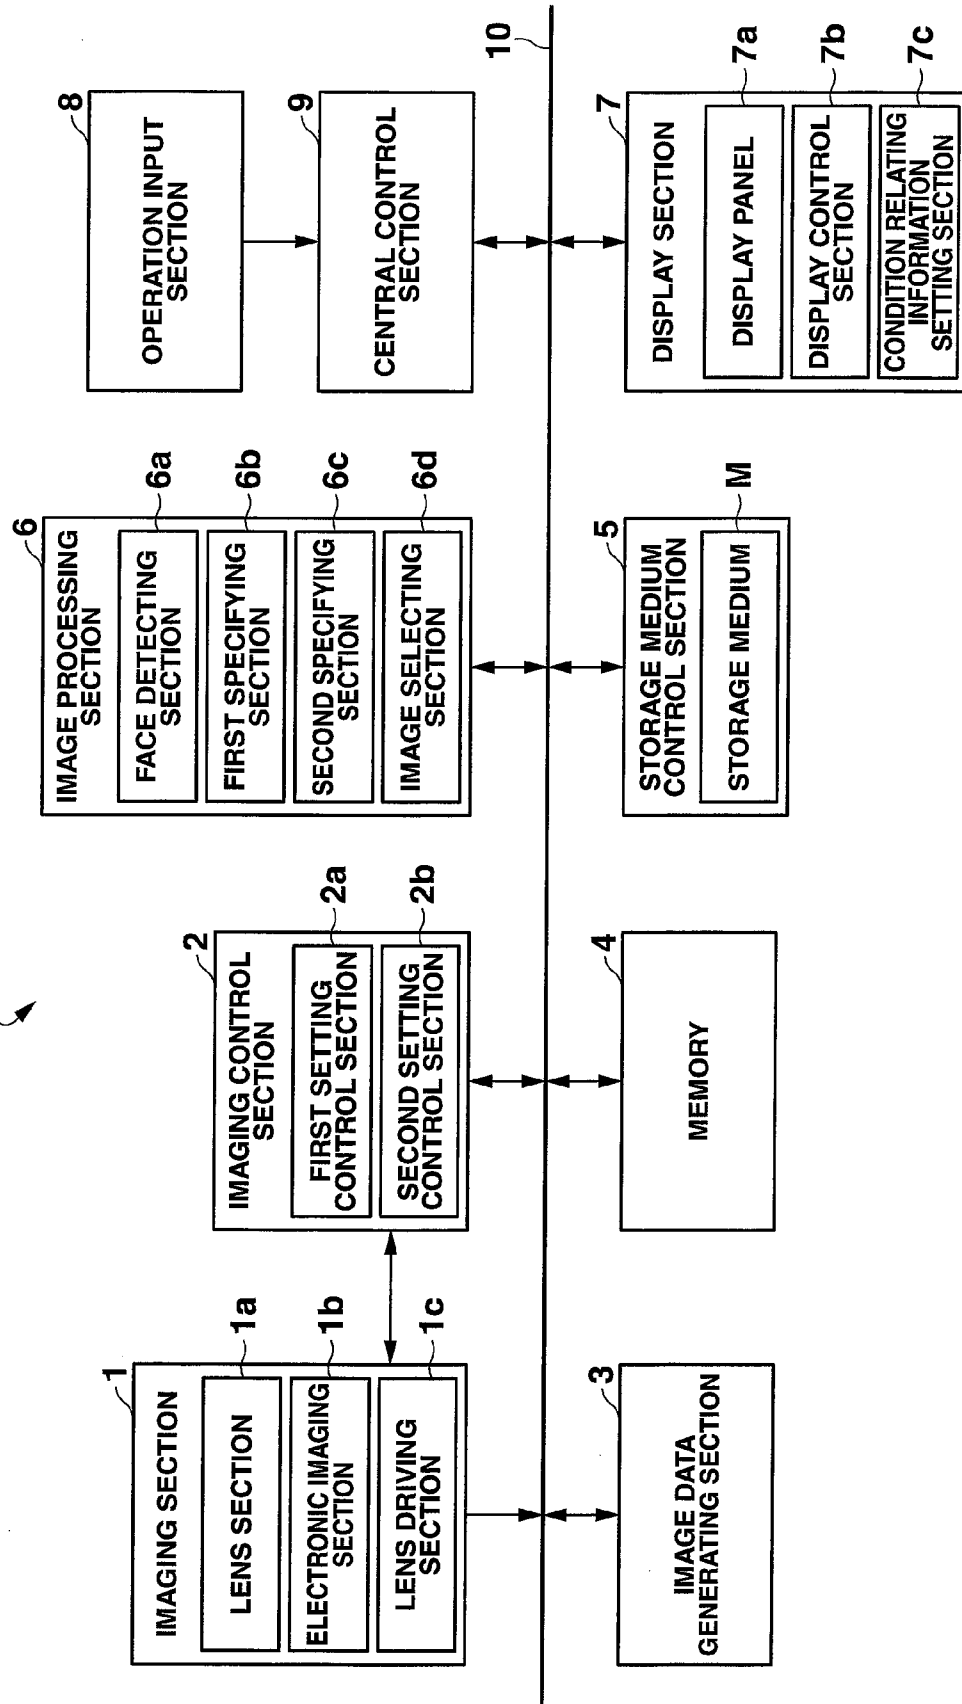 1
IMAGING SECTION
LENS SECTION
1a
ELECTRONIC IMAGING
SECTION
1b
LENS DRIVING
SECTION
1c
2
IMAGING CONTROL
SECTION
FIRST SETTING
CONTROL SECTION
2a
SECOND SETTING
CONTROL SECTION
2b
6
IMAGE PROCESSING
SECTION
FACE DETECTING
SECTION
6a
FIRST SPECIFYING
SECTION
6b
SECOND SPECIFYING
SECTION
6c
IMAGE SELECTING
SECTION
6d
8
OPERATION INPUT
SECTION
9
CENTRAL CONTROL
SECTION
10
3
IMAGE DATA
GENERATING SECTION
4
MEMORY
5
STORAGE MEDIUM
CONTROL SECTION
STORAGE MEDIUM
M
7
DISPLAY SECTION
DISPLAY PANEL
7a
DISPLAY CONTROL
SECTION
7b
CONDITION RELATING
INFORMATION
SETTING SECTION
7c